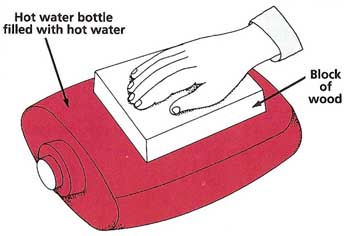 Hot water bottle
filled with hot water
Block
of
wood